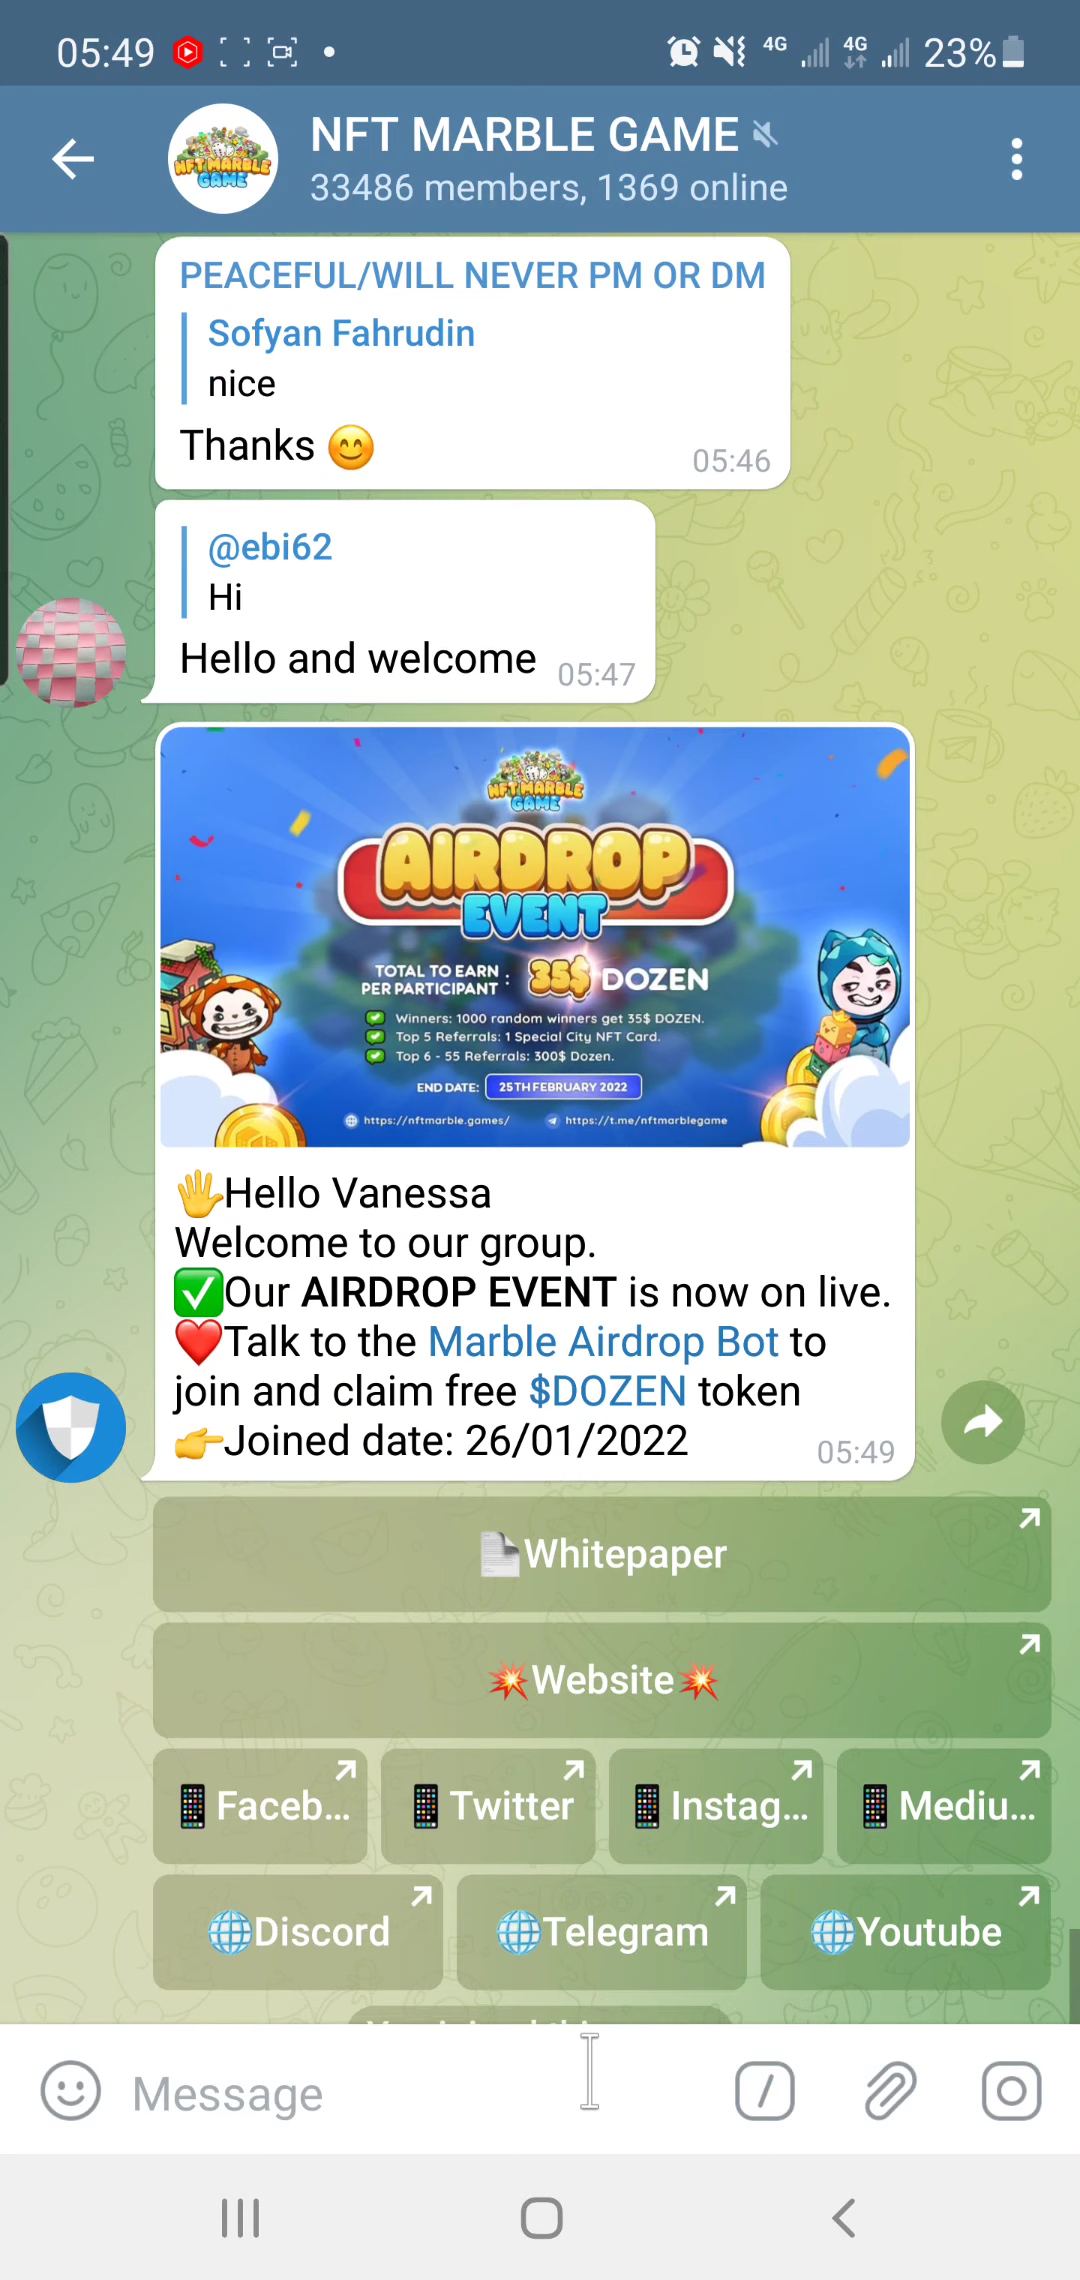 05:49
4G
4G
23%
NFT MARBLE GAME
33486 members, 1369 online
NFT MARBLE
GAME
PEACEFUL/WILL NEVER PM OR DM
Sofyan Fahrudin
nice
Thanks 😊
05:46
@ebi62
Hi
Hello and welcome
05:47
NFT MARBLE
GAME
AIRDROP
EVENT
TOTAL TO EARN
PER PARTICIPANT : 35$ DOZEN
Winners: 1000 random winners get 35$ DOZEN.
Top 5 Referrals: 1 Special City NFT Card.
Top 6 - 55 Referrals: 300$ Dozen.
END DATE: 25TH FEBRUARY 2022
https://nftmarble.games/
https://t.me/nftmarblegame
🖐Hello Vanessa
Welcome to our group.
✅Our AIRDROP EVENT is now on live.
❤️Talk to the Marble Airdrop Bot to
join and claim free $DOZEN token
👉Joined date: 26/01/2022
05:49
📄Whitepaper
💥Website💥
📱Faceb...
📱Twitter
📱Instag...
📱Mediu...
🌐Discord
🌐Telegram
🌐Youtube
Message